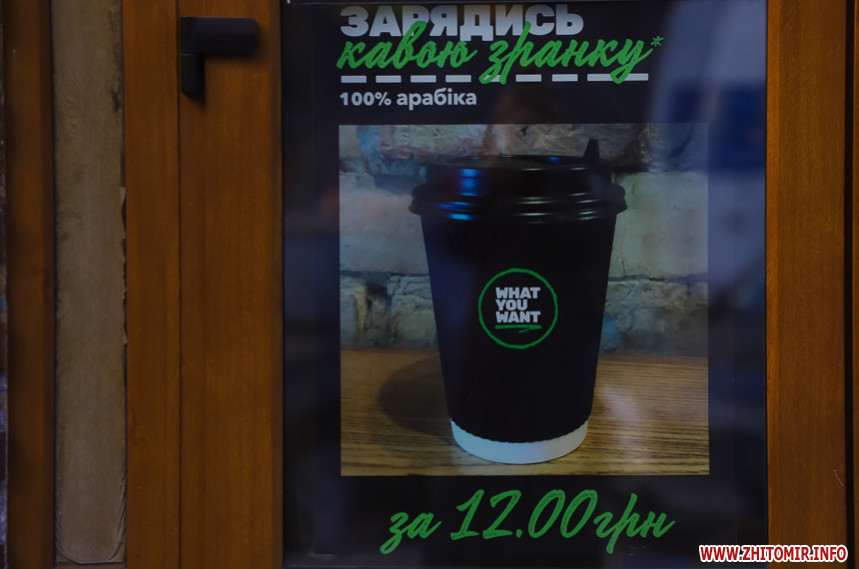 ЗАРЯДИСЬ
кавою зранку*
100% арабіка
WHAT
YOU
WANT
за 12.00грн
WWW.ZHITOMIR.INFO